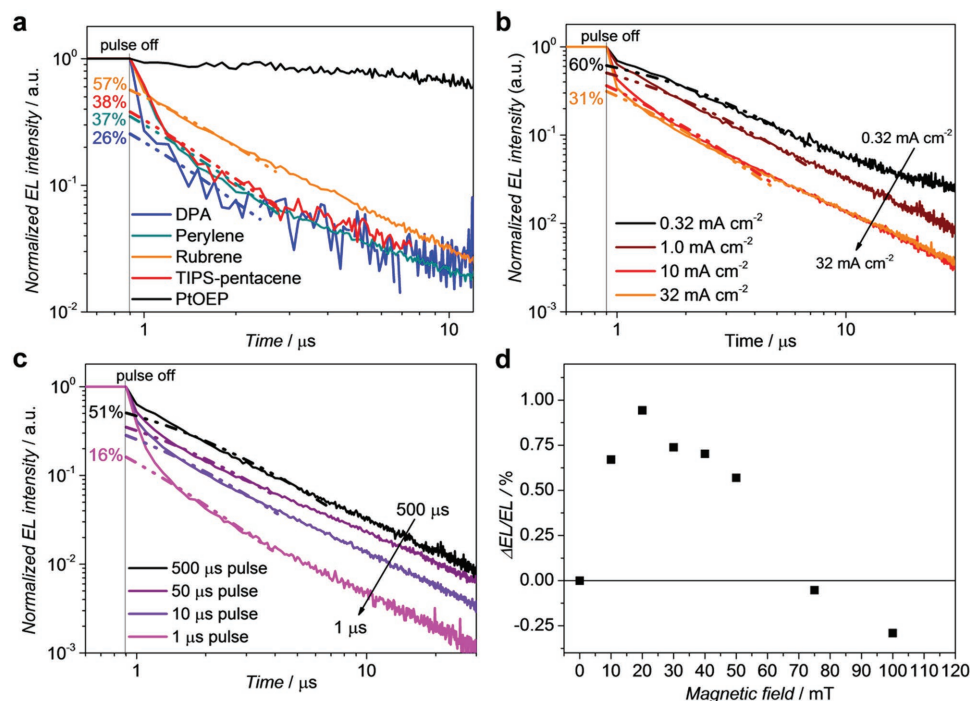 a
pulse off
10⁰
57%
38%
37%
26%
10⁻¹
10⁻²
Normalized EL intensity / a.u.
DPA
Perylene
Rubrene
TIPS-pentacene
PtOEP
1
10
Time / μs
b
pulse off
10⁰
60%
31%
10⁻¹
10⁻²
10⁻³
Normalized EL intensity (a.u.)
0.32 mA cm⁻²
32 mA cm⁻²
0.32 mA cm⁻²
1.0 mA cm⁻²
10 mA cm⁻²
32 mA cm⁻²
1
10
Time / μs
c
pulse off
10⁰
51%
16%
10⁻¹
10⁻²
10⁻³
Normalized EL intensity / a.u.
500 μs
1 μs
500 μs pulse
50 μs pulse
10 μs pulse
1 μs pulse
1
10
Time / μs
d
1.00
0.75
0.50
0.25
0.00
-0.25
ΔEL/EL / %
0 10 20 30 40 50 60 70 80 90 100 110 120
Magnetic field / mT